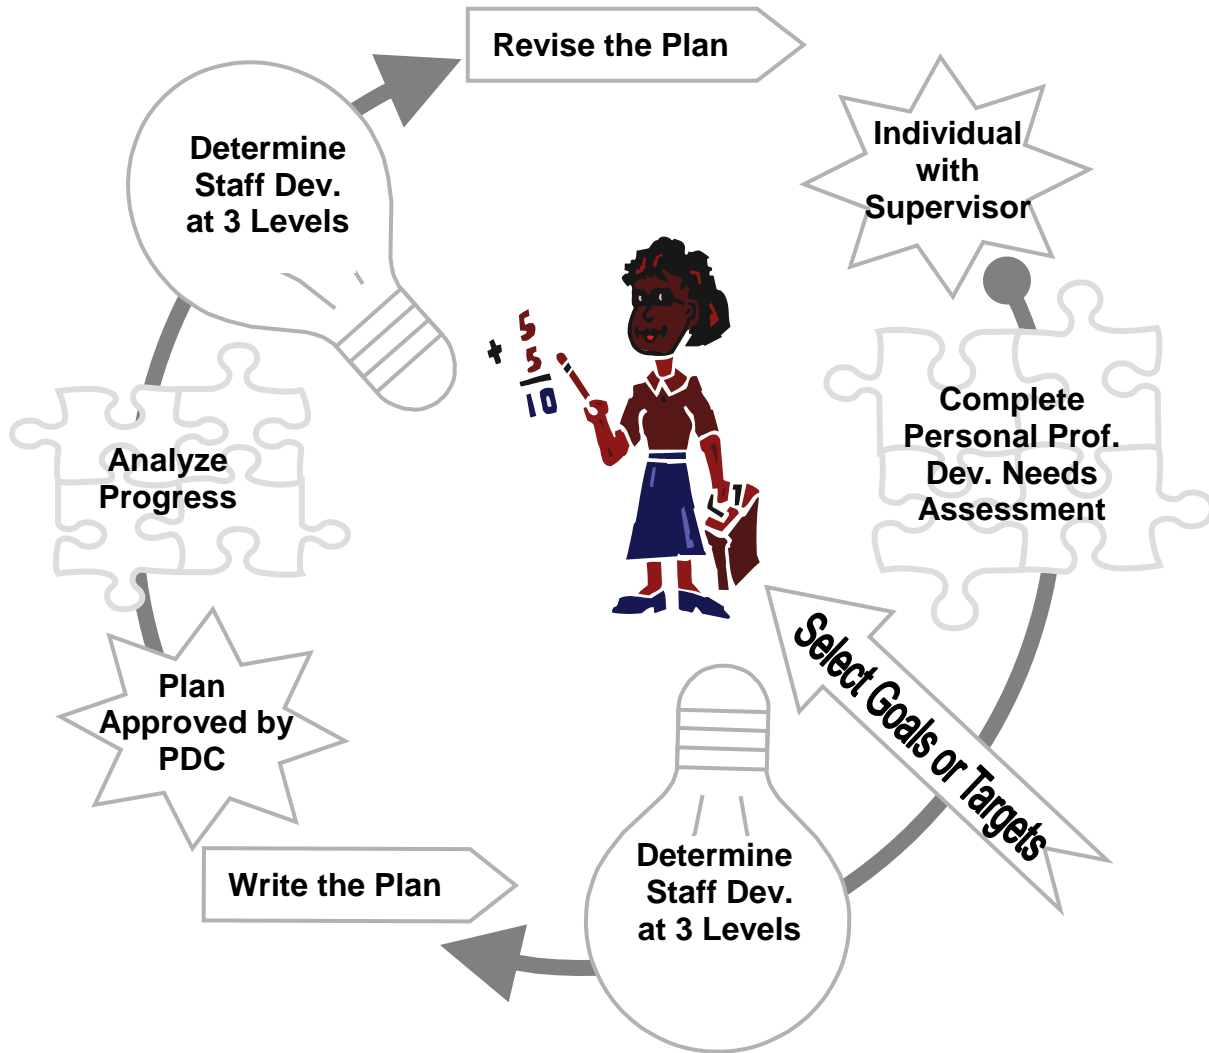 Revise the Plan
Individual
with
Supervisor
Determine
Staff Dev.
at 3 Levels
+ 5
5
10
Complete
Personal Prof.
Dev. Needs
Assessment
Analyze
Progress
Select Goals or Targets
Plan
Approved by
PDC
Determine
Staff Dev.
at 3 Levels
Write the Plan